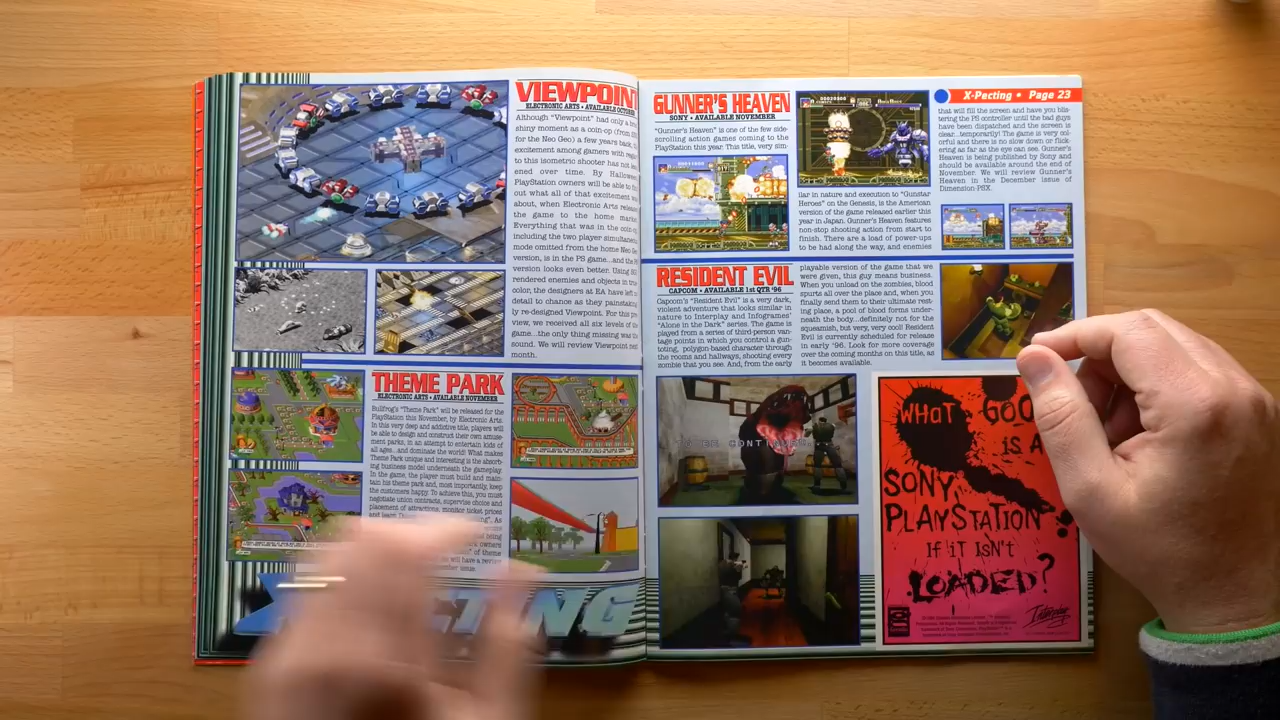 VIEWPOINT
ELECTRONIC ARTS • AVAILABLE OCTOBER
Although "Viewpoint" had only a
shiny moment as a coin-op (from
for the Neo Geo) a few years back,
excitement among gamers with
to this isometric shooter has not
ened over time. By Hallow
PlayStation owners will be able to
out what all of that excitement
about, when Electronic Arts
the game to the home
Everything that was in the
including the two player
mode omitted from the home Neo
version, is in the PS game...and the
version looks even better. Using
rendered enemies and objects in
color, the designers at EA have
detail to chance as they
ly re-designed Viewpoint. For this
view, we received all six levels of
game...the only thing missing was
sound. We will review Viewpoint
month.
THEME PARK
ELECTRONIC ARTS • AVAILABLE NOVEMBER
Bullfrog's "Theme Park" will be released for the
PlayStation this November, by Electronic Arts.
In this very deep and addictive title, players will
be able to design and construct their own amuse-
ment parks, in an attempt to entertain kids of
all ages...and dominate the world! What makes
Theme Park unique and interesting is the absorb-
ing business model underneath the gameplay.
In the game, the player must build and main-
tain his theme park and, most importantly, keep
the customers happy. To achieve this, you must
negotiate union contracts, supervise choice and
placement of attractions, monitor ticket prices
GUNNER'S HEAVEN
SONY • AVAILABLE NOVEMBER
"Gunner's Heaven" is one of the few side-
scrolling action games coming to the
PlayStation this year. This title, very sim-
ilar in nature and execution to "Gunstar
Heroes" on the Genesis, is the American
version of the game released earlier this
year in Japan. Gunner's Heaven features
non-stop shooting action from start to
finish. There are a load of power-ups
to be had along the way, and enemies
X-Pecting • Page 23
that will fill the screen and have you blis-
tering the PS controller until the bad guys
have been dispatched and the screen is
clear...temporarily! The game is very col-
orful and there is no slow down or flick-
ering as far as the eye can see. Gunner's
Heaven is being published by Sony and
should be available around the end of
November. We will review Gunner's
Heaven in the December issue of
Dimension-PSX.
RESIDENT EVIL
CAPCOM • AVAILABLE 1st QTR '96
Capcom's "Resident Evil" is a very dark,
violent adventure that looks similar in
nature to Interplay and Infogrames'
"Alone in the Dark" series. The game is
played from a series of third-person van-
tage points in which you control a gun-
toting, polygon-based character through
the rooms and hallways, shooting every
zombie that you see. And, from the early
playable version of the game that we
were given, this guy means business.
When you unload on the zombies, blood
spurts all over the place and, when you
finally send them to their ultimate rest-
ing place, a pool of blood forms under-
neath the body...definitely not for the
squeamish, but very, very cool! Resident
Evil is currently scheduled for release
in early '96. Look for more coverage
over the coming months on this title, as
it becomes available.
WHaT GOO
iS A
SONY
PLAYSTATION
If iT ISn'T
LOADED?
Interplay